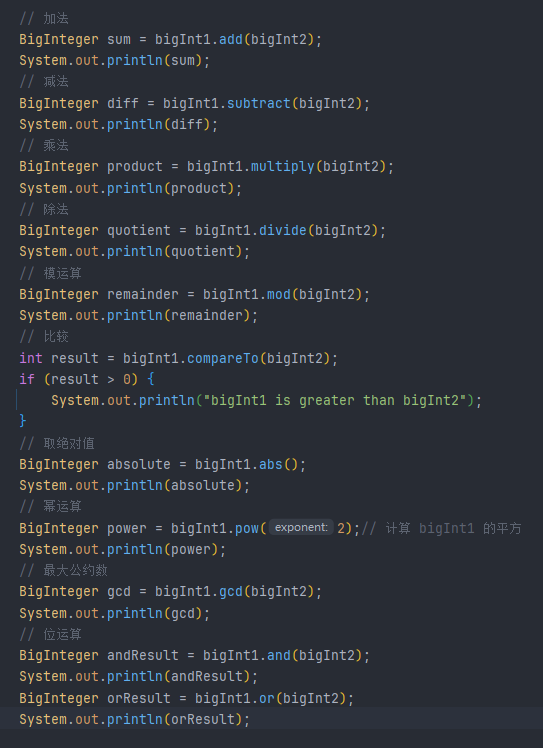 // 加法
BigInteger sum = bigInt1.add(bigInt2);
System.out.println(sum);
// 减法
BigInteger diff = bigInt1.subtract(bigInt2);
System.out.println(diff);
// 乘法
BigInteger product = bigInt1.multiply(bigInt2);
System.out.println(product);
// 除法
BigInteger quotient = bigInt1.divide(bigInt2);
System.out.println(quotient);
// 模运算
BigInteger remainder = bigInt1.mod(bigInt2);
System.out.println(remainder);
// 比较
int result = bigInt1.compareTo(bigInt2);
if (result > 0) {
    System.out.println("bigInt1 is greater than bigInt2");
}
// 取绝对值
BigInteger absolute = bigInt1.abs();
System.out.println(absolute);
// 幂运算
BigInteger power = bigInt1.pow( exponent: 2);// 计算 bigInt1 的平方
System.out.println(power);
// 最大公约数
BigInteger gcd = bigInt1.gcd(bigInt2);
System.out.println(gcd);
// 位运算
BigInteger andResult = bigInt1.and(bigInt2);
System.out.println(andResult);
BigInteger orResult = bigInt1.or(bigInt2);
System.out.println(orResult);